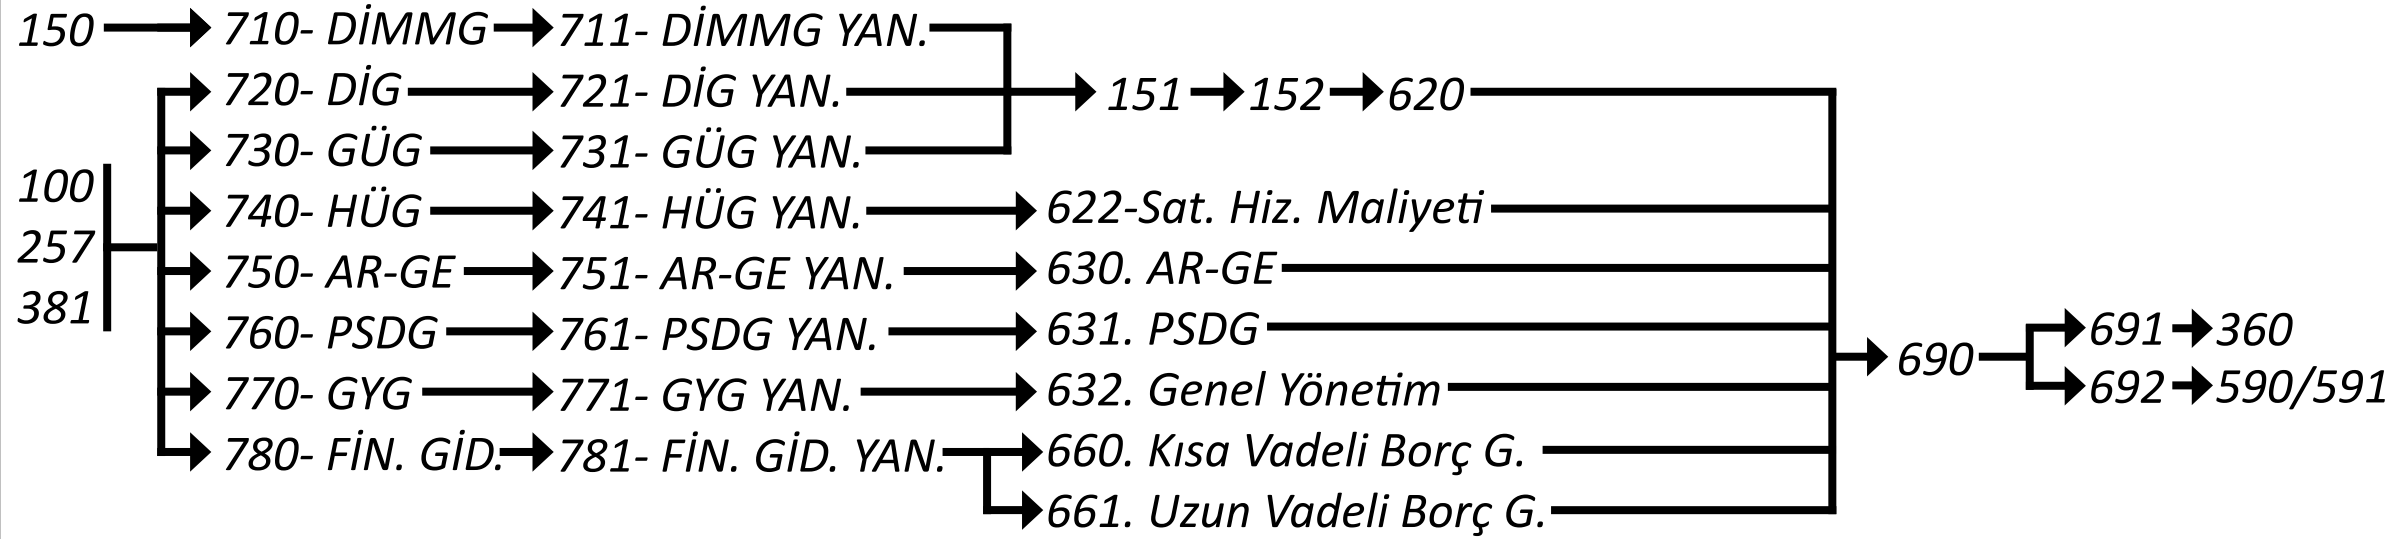 150 710- DİMMG 711- DİMMG YAN.
720- DİG 721- DİG YAN. 151 152 620
730- GÜG 731- GÜG YAN.
100
740- HÜG 741- HÜG YAN. 622-Sat. Hiz. Maliyeti
257
750- AR-GE 751- AR-GE YAN. 630. AR-GE
381
760- PSDG 761- PSDG YAN. 631. PSDG 691 360
690
770- GYG 771- GYG YAN. 632. Genel Yönetim 692 590/591
780- FİN. GİD. 781- FİN. GİD. YAN. 660. Kısa Vadeli Borç G.
661. Uzun Vadeli Borç G.